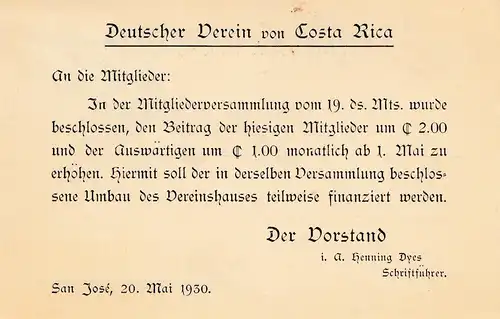 Deutscher Verein von Costa Rica
An die Mitglieder:
In der Mitgliederversammlung vom 19. ds. Mts. wurde
beschlossen, den Beitrag der hiesigen Mitglieder um ₡ 2.00
und der Auswärtigen um ₡ 1.00 monatlich ab 1. Mai zu
erhöhen. Hiermit soll der in derselben Versammlung beschlos-
sene Umbau des Vereinshauses teilweise finanziert werden.
Der Vorstand
i. A. Henning Dyes
Schriftführer.
San José, 20. Mai 1930.